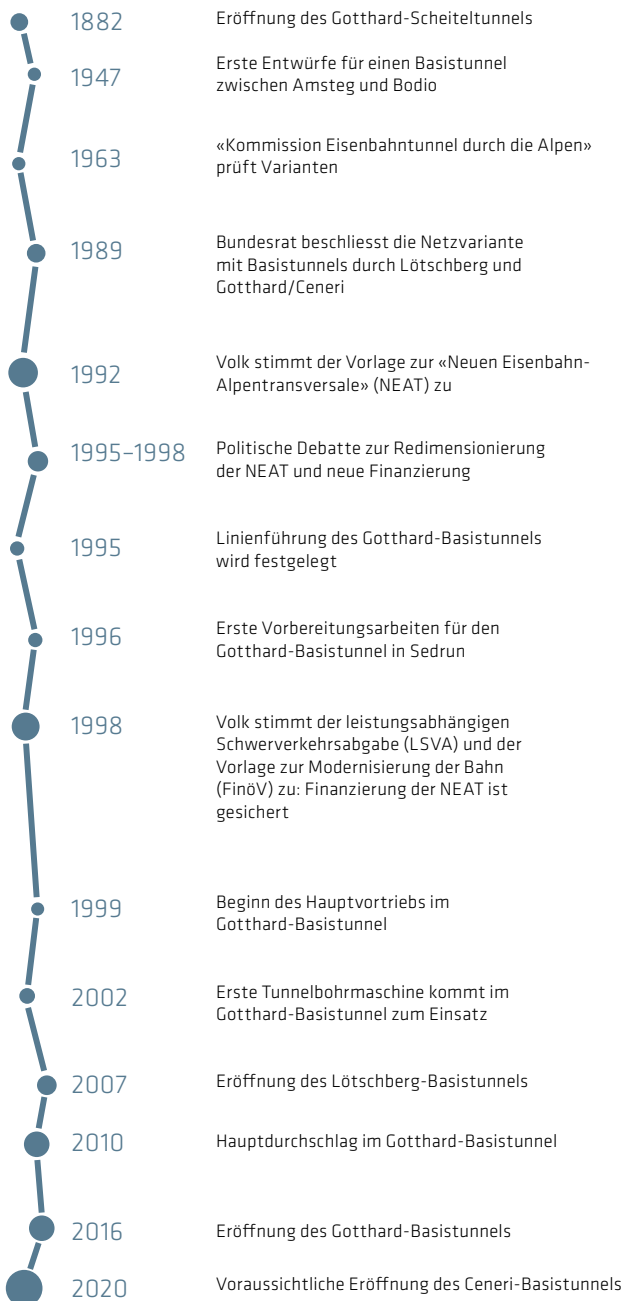 1882 Eröffnung des Gotthard-Scheiteltunnels
1947 Erste Entwürfe für einen Basistunnel
zwischen Amsteg und Bodio
1963 «Kommission Eisenbahntunnel durch die Alpen»
prüft Varianten
1989 Bundesrat beschliesst die Netzvariante
mit Basistunnels durch Lötschberg und
Gotthard/Ceneri
1992 Volk stimmt der Vorlage zur «Neuen Eisenbahn-
Alpentransversale» (NEAT) zu
1995–1998 Politische Debatte zur Redimensionierung
der NEAT und neue Finanzierung
1995 Linienführung des Gotthard-Basistunnels
wird festgelegt
1996 Erste Vorbereitungsarbeiten für den
Gotthard-Basistunnel in Sedrun
1998 Volk stimmt der leistungsabhängigen
Schwerverkehrsabgabe (LSVA) und der
Vorlage zur Modernisierung der Bahn
(FinöV) zu: Finanzierung der NEAT ist
gesichert
1999 Beginn des Hauptvortriebs im
Gotthard-Basistunnel
2002 Erste Tunnelbohrmaschine kommt im
Gotthard-Basistunnel zum Einsatz
2007 Eröffnung des Lötschberg-Basistunnels
2010 Hauptdurchschlag im Gotthard-Basistunnel
2016 Eröffnung des Gotthard-Basistunnels
2020 Voraussichtliche Eröffnung des Ceneri-Basistunnels